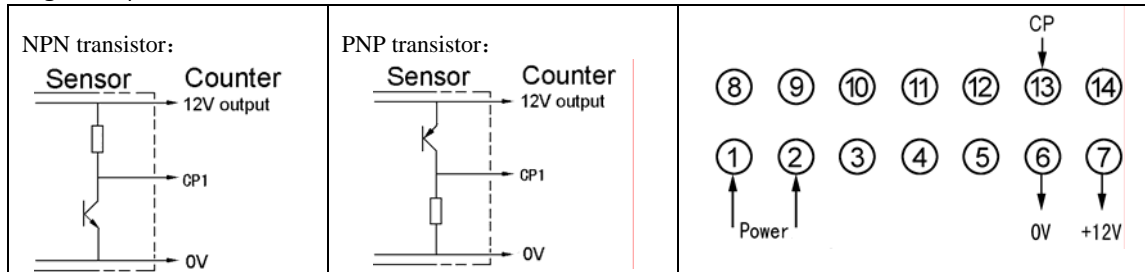 NPN transistor：
Sensor Counter
12V output
CP1
0V
PNP transistor：
Sensor Counter
12V output
CP1
0V
CP
8 9 10 11 12 13 14
1 2 3 4 5 6 7
Power 0V +12V